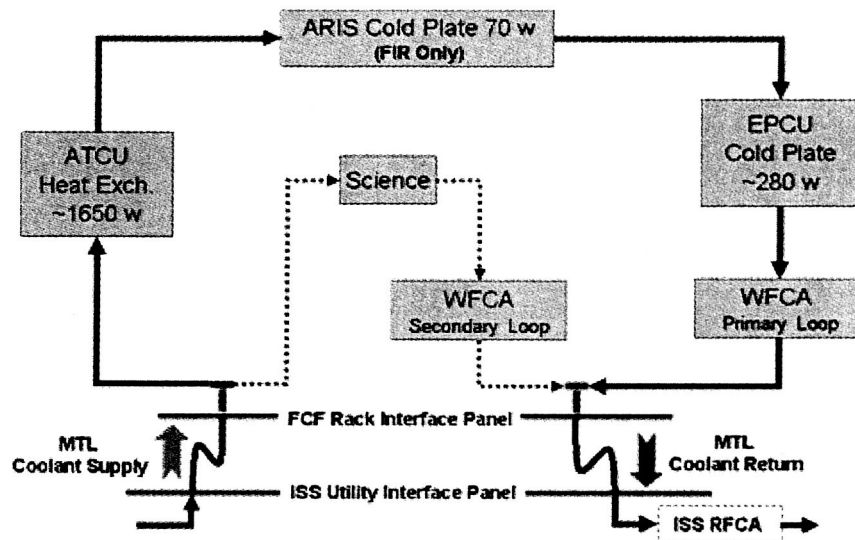 ARIS Cold Plate 70 w
(FIR Only)
ATCU
Heat Exch.
~1650 w
Science
EPCU
Cold Plate
~280 w
WFCA
Secondary Loop
WFCA
Primary Loop
FCF Rack Interface Panel
MTL
Coolant Supply
MTL
Coolant Return
ISS Utility Interface Panel
ISS RFCA